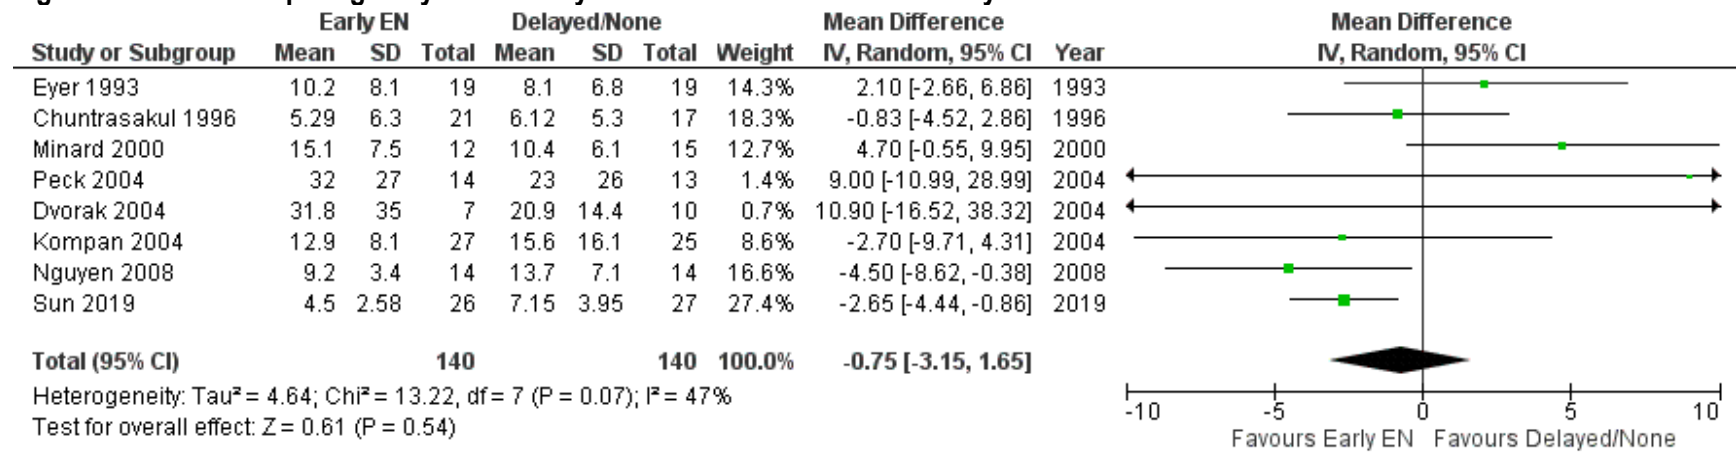 Early EN Delayed/None Mean Difference Mean Difference
Study or Subgroup Mean SD Total Mean SD Total Weight IV, Random, 95% CI Year IV, Random, 95% CI
Eyer 1993 10.2 8.1 19 8.1 6.8 19 14.3% 2.10 [-2.66, 6.86] 1993
Chuntrasakul 1996 5.29 6.3 21 6.12 5.3 17 18.3% -0.83 [-4.52, 2.86] 1996
Minard 2000 15.1 7.5 12 10.4 6.1 15 12.7% 4.70 [-0.55, 9.95] 2000
Peck 2004 32 27 14 23 26 13 1.4% 9.00 [-10.99, 28.99] 2004
Dvorak 2004 31.8 35 7 20.9 14.4 10 0.7% 10.90 [-16.52, 38.32] 2004
Kompan 2004 12.9 8.1 27 15.6 16.1 25 8.6% -2.70 [-9.71, 4.31] 2004
Nguyen 2008 9.2 3.4 14 13.7 7.1 14 16.6% -4.50 [-8.62, -0.38] 2008
Sun 2019 4.5 2.58 26 7.15 3.95 27 27.4% -2.65 [-4.44, -0.86] 2019
Total (95% CI) 140 140 100.0% -0.75 [-3.15, 1.65]
Heterogeneity: Tau² = 4.64; Chi² = 13.22, df = 7 (P = 0.07); I² = 47%
Test for overall effect: Z = 0.61 (P = 0.54)
-10 -5 0 5 10
Favours Early EN Favours Delayed/None